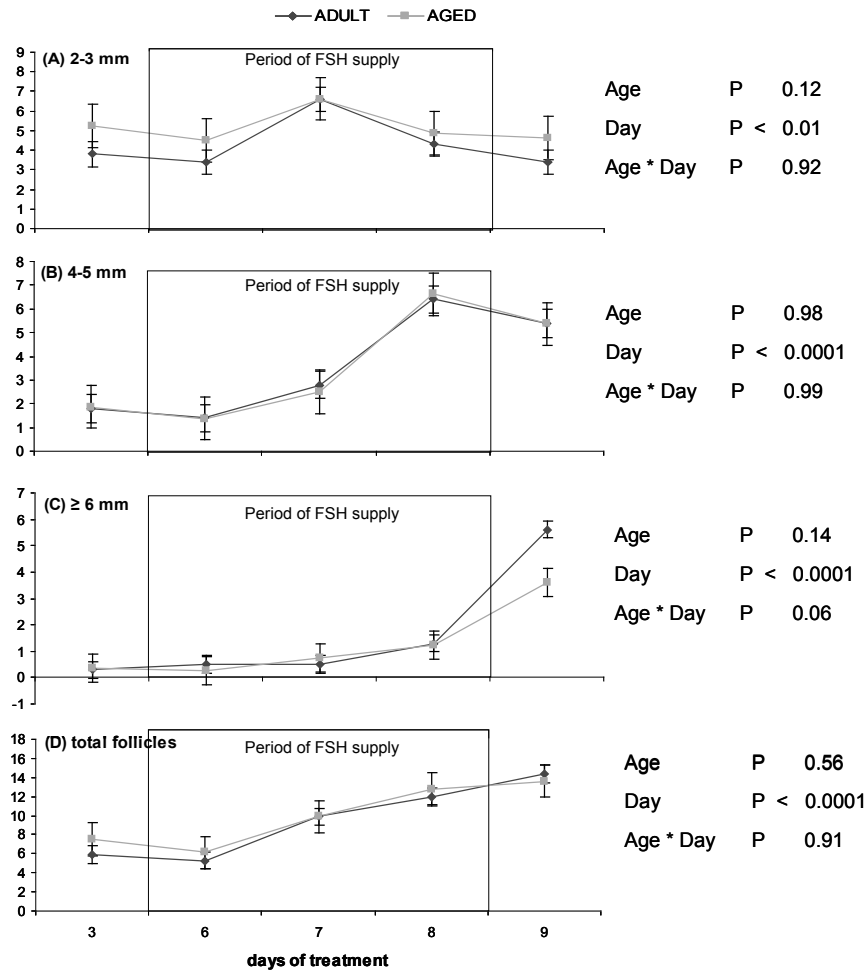 ADULT AGED
(A) 2-3 mm
Period of FSH supply
9
8
7
6
5
4
3
2
1
0
Age P 0.12
Day P < 0.01
Age * Day P 0.92
(B) 4-5 mm
Period of FSH supply
8
7
6
5
4
3
2
1
0
Age P 0.98
Day P < 0.0001
Age * Day P 0.99
(C) ≥ 6 mm
Period of FSH supply
7
6
5
4
3
2
1
0
-1
Age P 0.14
Day P < 0.0001
Age * Day P 0.06
(D) total follicles
Period of FSH supply
18
16
14
12
10
8
6
4
2
0
Age P 0.56
Day P < 0.0001
Age * Day P 0.91
3 6 7 8 9
days of treatment